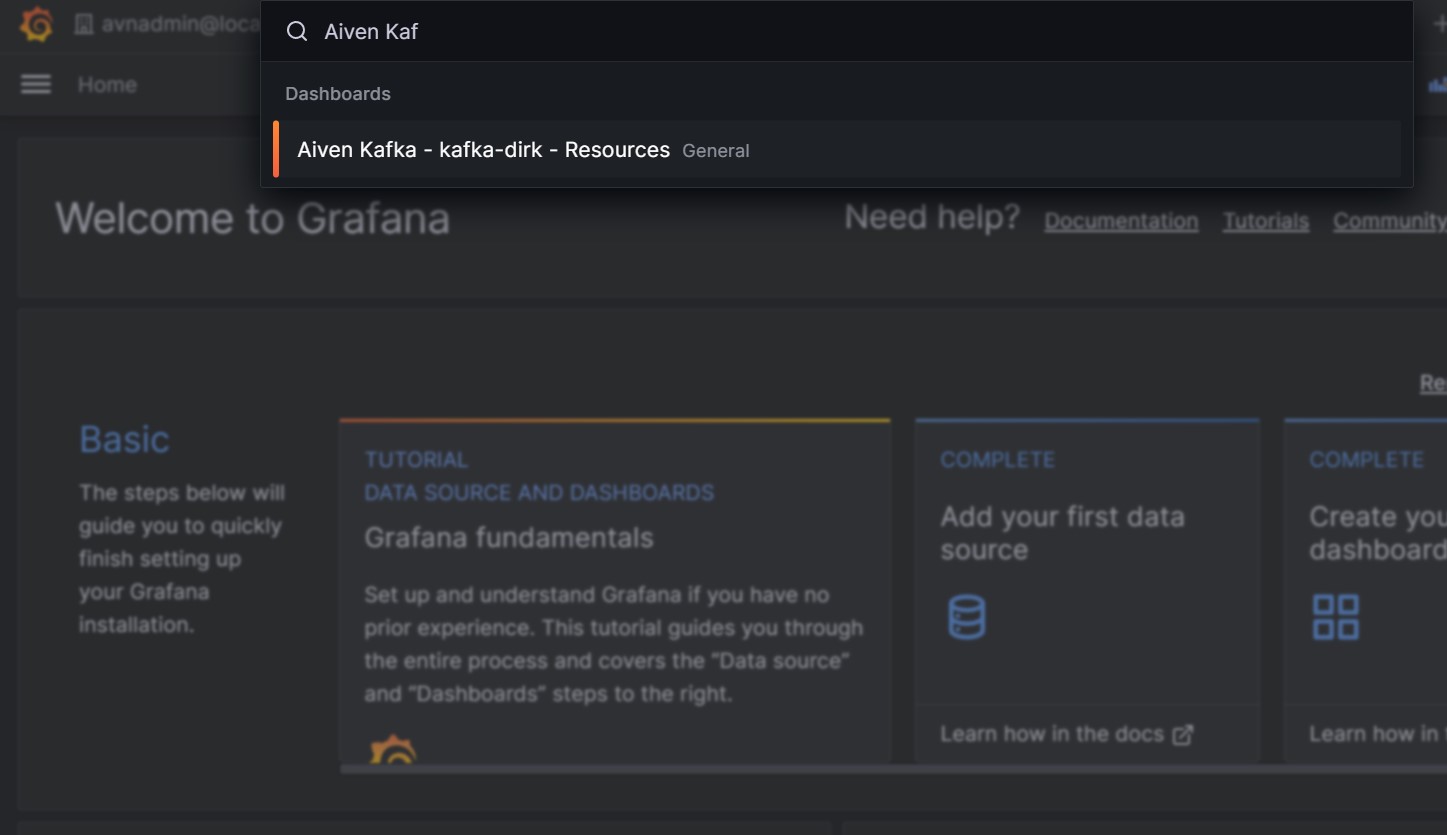 avnadmin@loca
Aiven Kaf
Home
Dashboards
Aiven Kafka - kafka-dirk - Resources General
Welcome to Grafana
Need help? Documentation Tutorials Community
Re
Basic
The steps below will
guide you to quickly
finish setting up
your Grafana
installation.
TUTORIAL
DATA SOURCE AND DASHBOARDS
Grafana fundamentals
Set up and understand Grafana if you have no
prior experience. This tutorial guides you through
the entire process and covers the "Data source"
and "Dashboards" steps to the right.
COMPLETE
Add your first data
source
Learn how in the docs
COMPLETE
Create you
dashboard
Learn how in